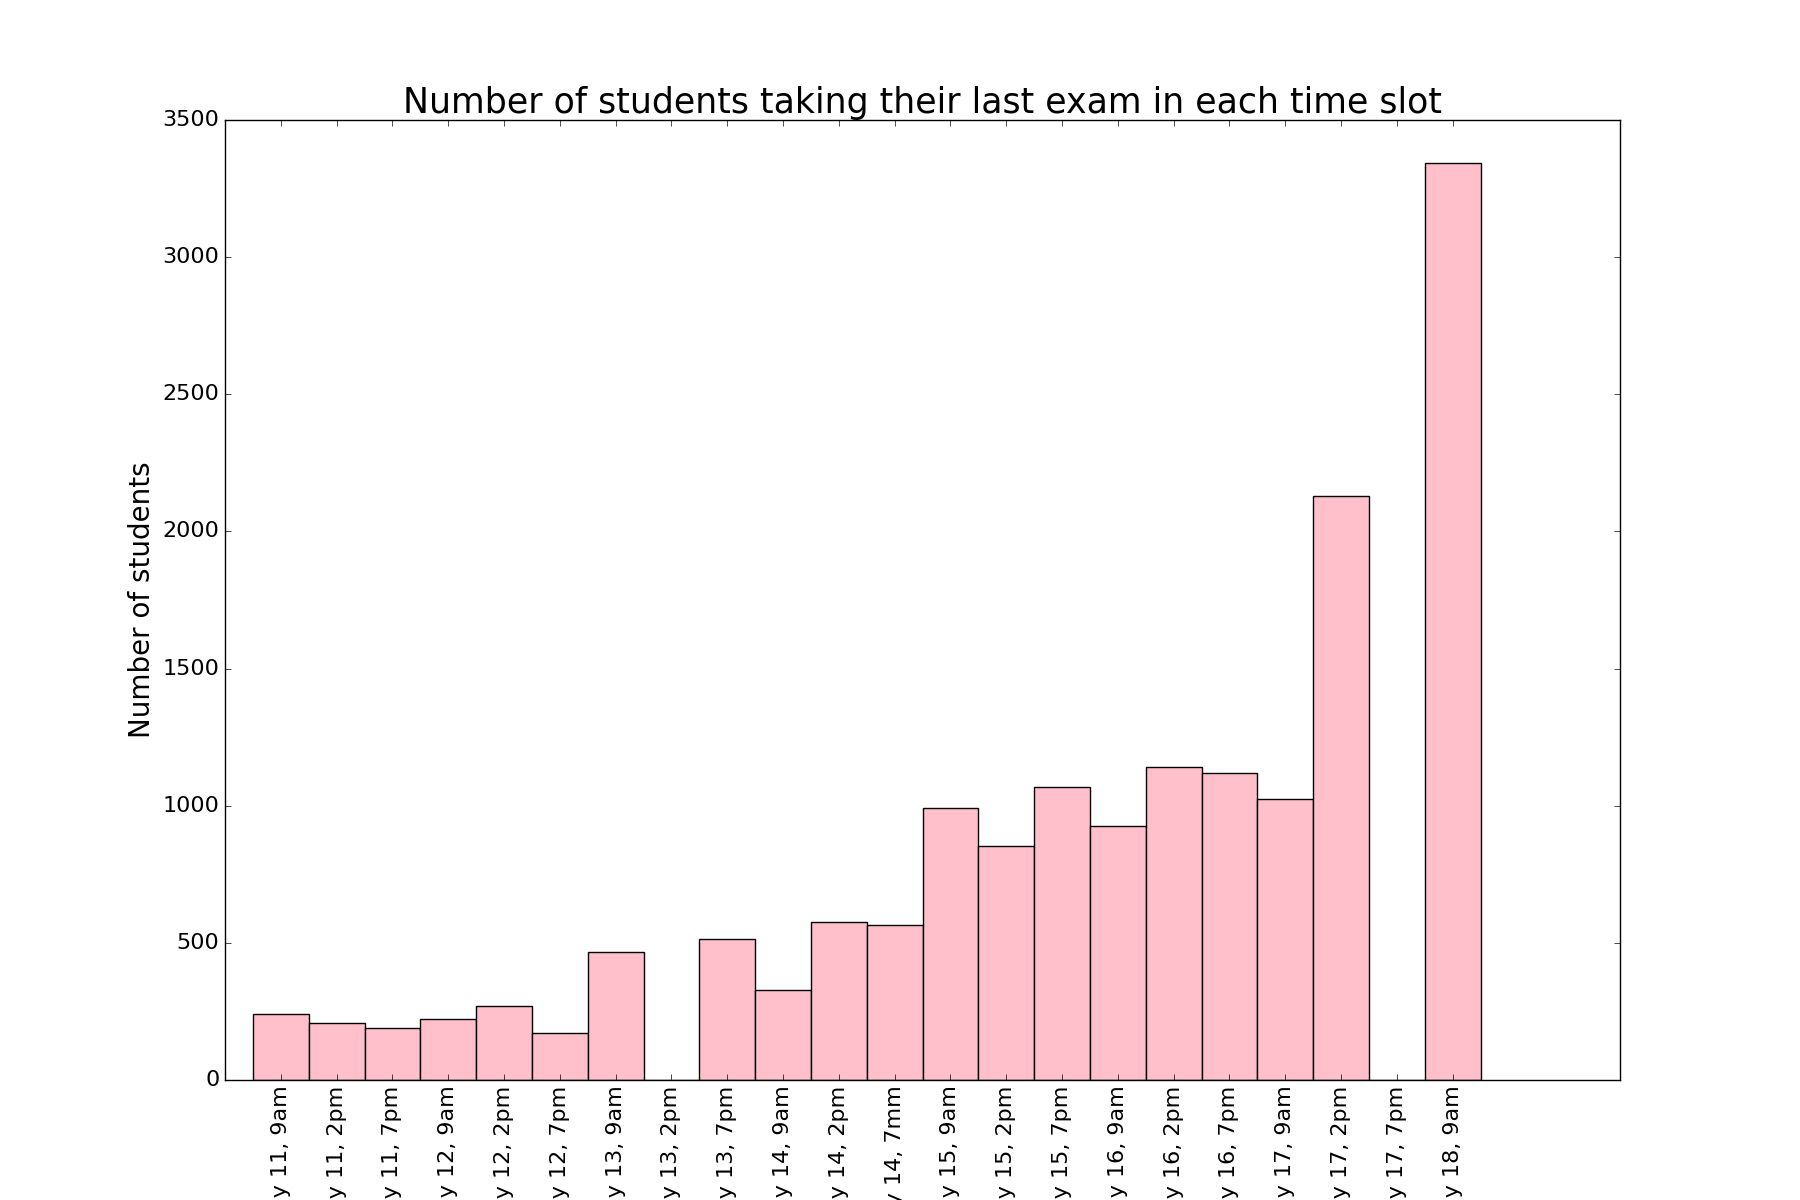 Number of students taking their last exam in each time slot
Number of students
3500
3000
2500
2000
1500
1000
500
0
y 11, 9am
y 11, 2pm
y 11, 7pm
y 12, 9am
y 12, 2pm
y 12, 7pm
y 13, 9am
y 13, 2pm
y 13, 7pm
y 14, 9am
y 14, 2pm
y 14, 7mm
y 15, 9am
y 15, 2pm
y 15, 7pm
y 16, 9am
y 16, 2pm
y 16, 7pm
y 17, 9am
y 17, 2pm
y 17, 7pm
y 18, 9am